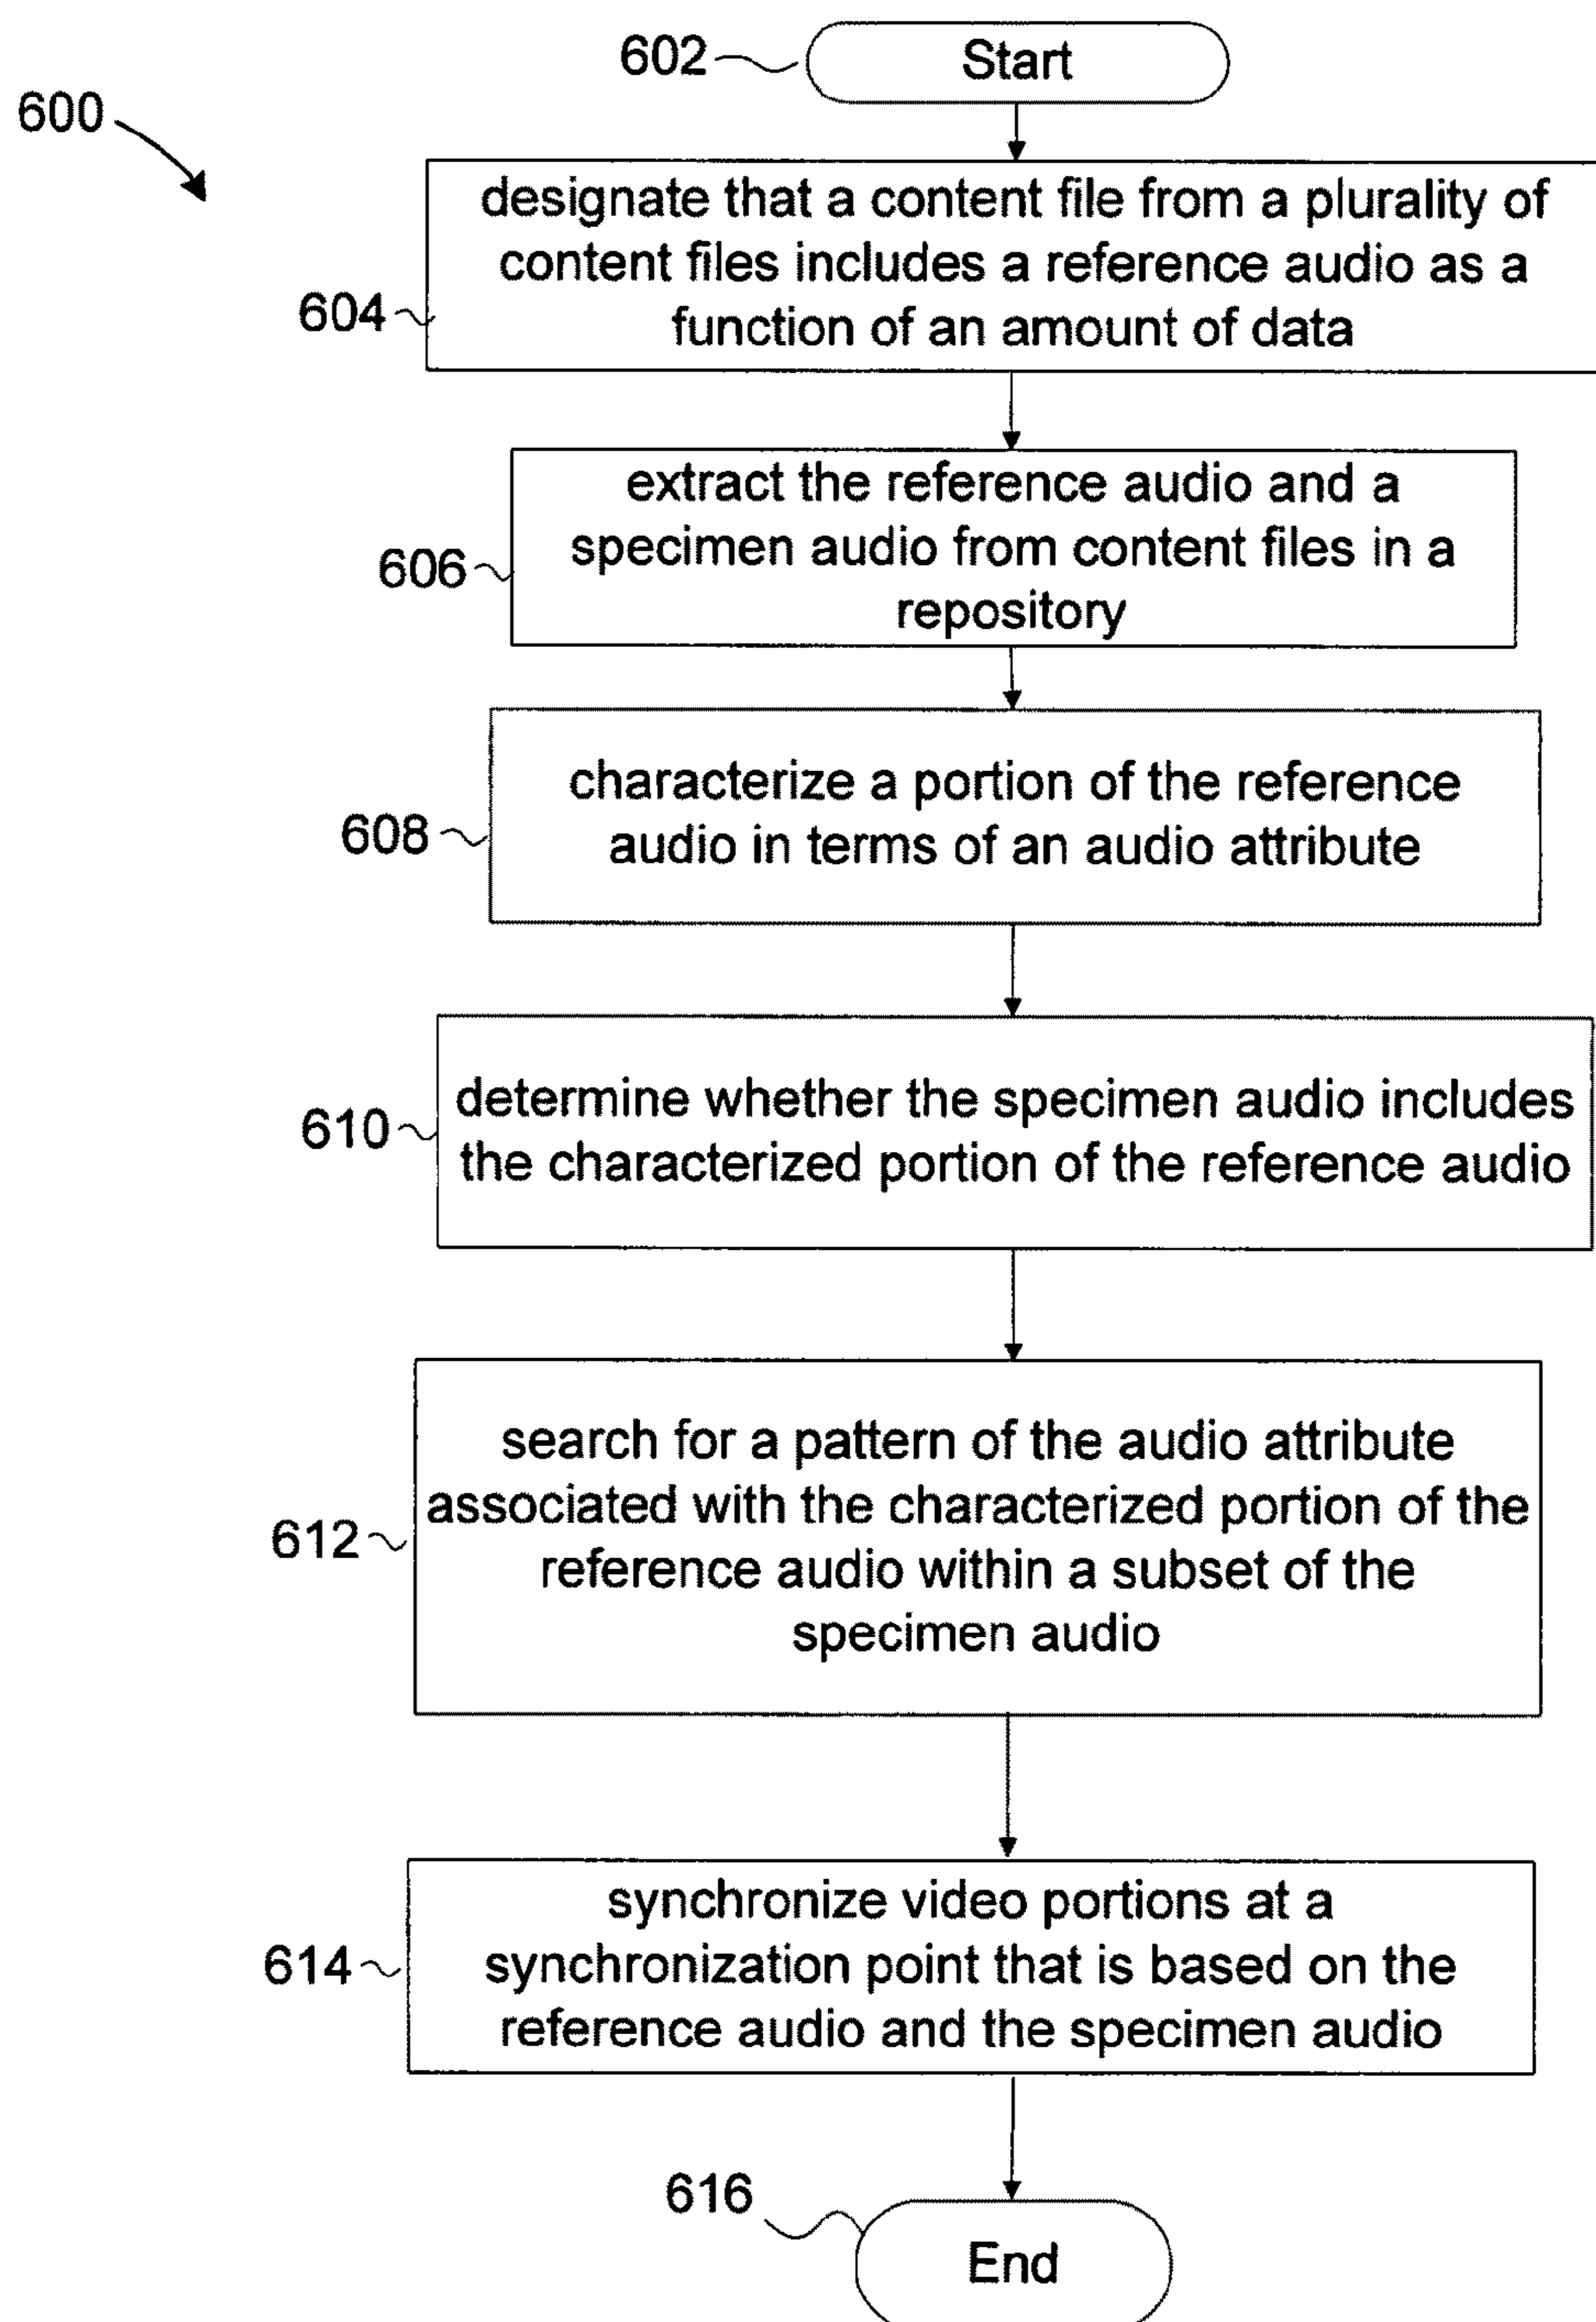 602
Start
600
designate that a content file from a plurality of
content files includes a reference audio as a
function of an amount of data
604
extract the reference audio and a
specimen audio from content files in a
repository
606
characterize a portion of the reference
audio in terms of an audio attribute
608
determine whether the specimen audio includes
the characterized portion of the reference audio
610
search for a pattern of the audio attribute
associated with the characterized portion of the
reference audio within a subset of the
specimen audio
612
synchronize video portions at a
synchronization point that is based on the
reference audio and the specimen audio
614
616
End